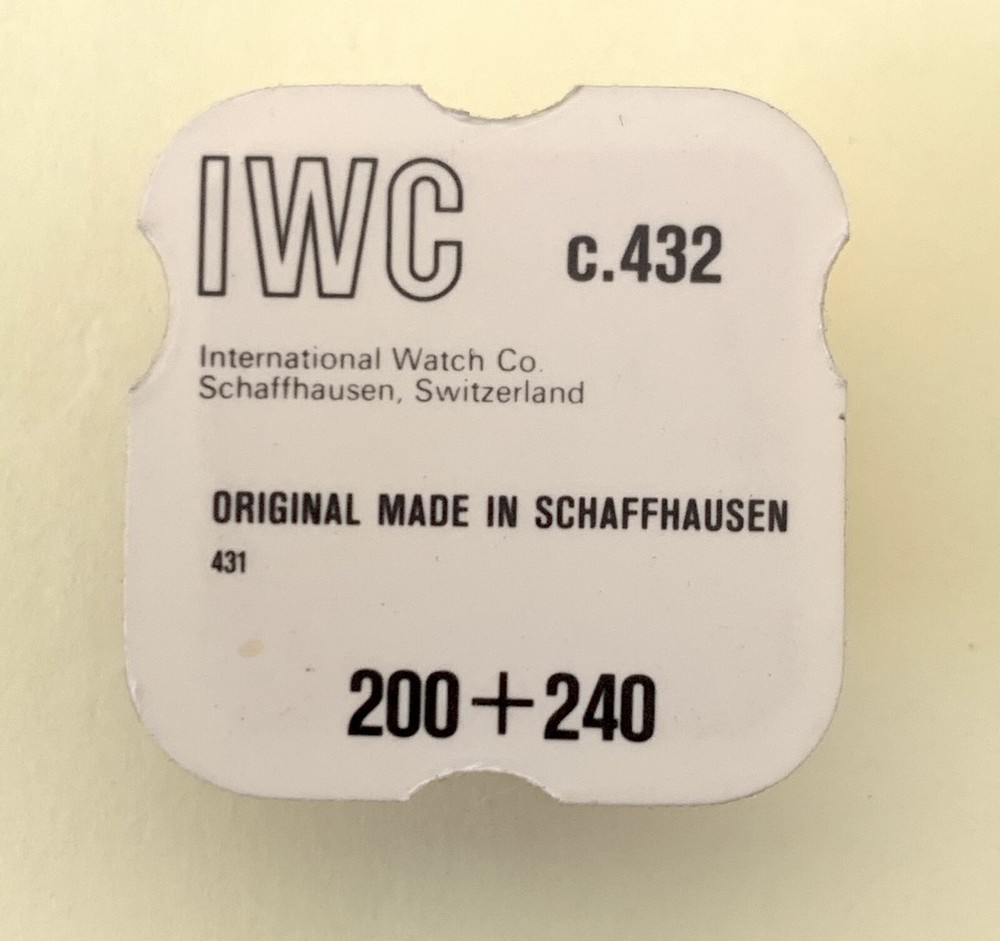 IWC c.432
International Watch Co.
Schaffhausen, Switzerland
ORIGINAL MADE IN SCHAFFHAUSEN
431
200+240